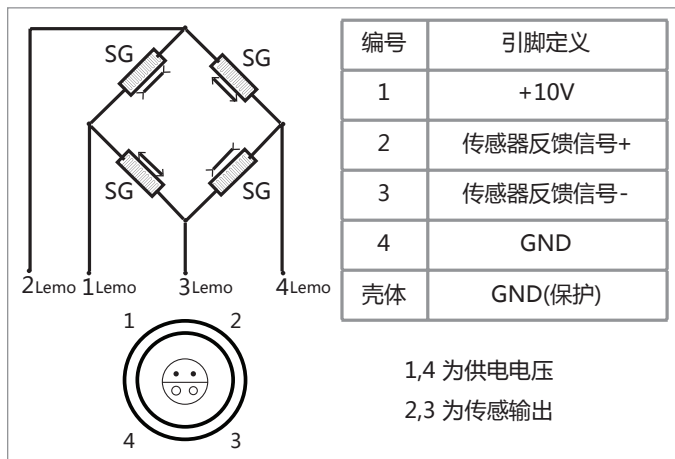 SG SG
SG SG
2Lemo 1Lemo 3Lemo 4Lemo
1 2
4 3
编号 引脚定义
1 +10V
2 传感器反馈信号+
3 传感器反馈信号-
4 GND
壳体 GND(保护)
1,4 为供电电压
2,3 为传感输出